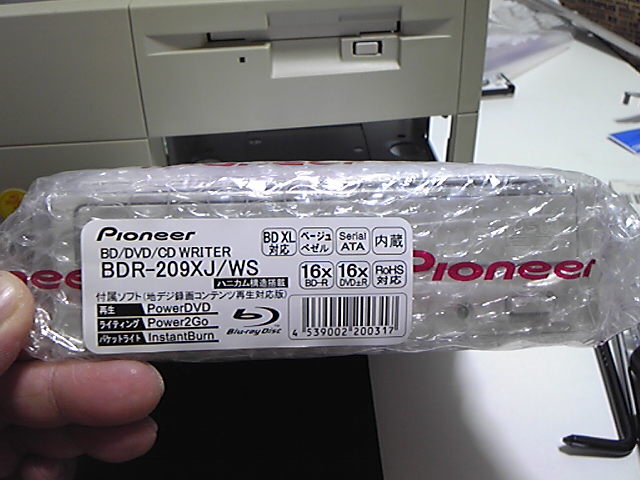 Pioneer
BD/DVD/CD WRITER
BDR-209XJ/WS
ハニカム構造搭載
付属ソフト(地デジ録画コンテンツ再生対応版)
再生 PowerDVD
ライティング Power2Go
パケットライト InstantBurn
BD XL 対応
ベージュ ベゼル
Serial ATA
内蔵
16x BD-R
16x DVD±R
RoHS 対応
Blu-ray Disc
4 539002 200317
Pioneer